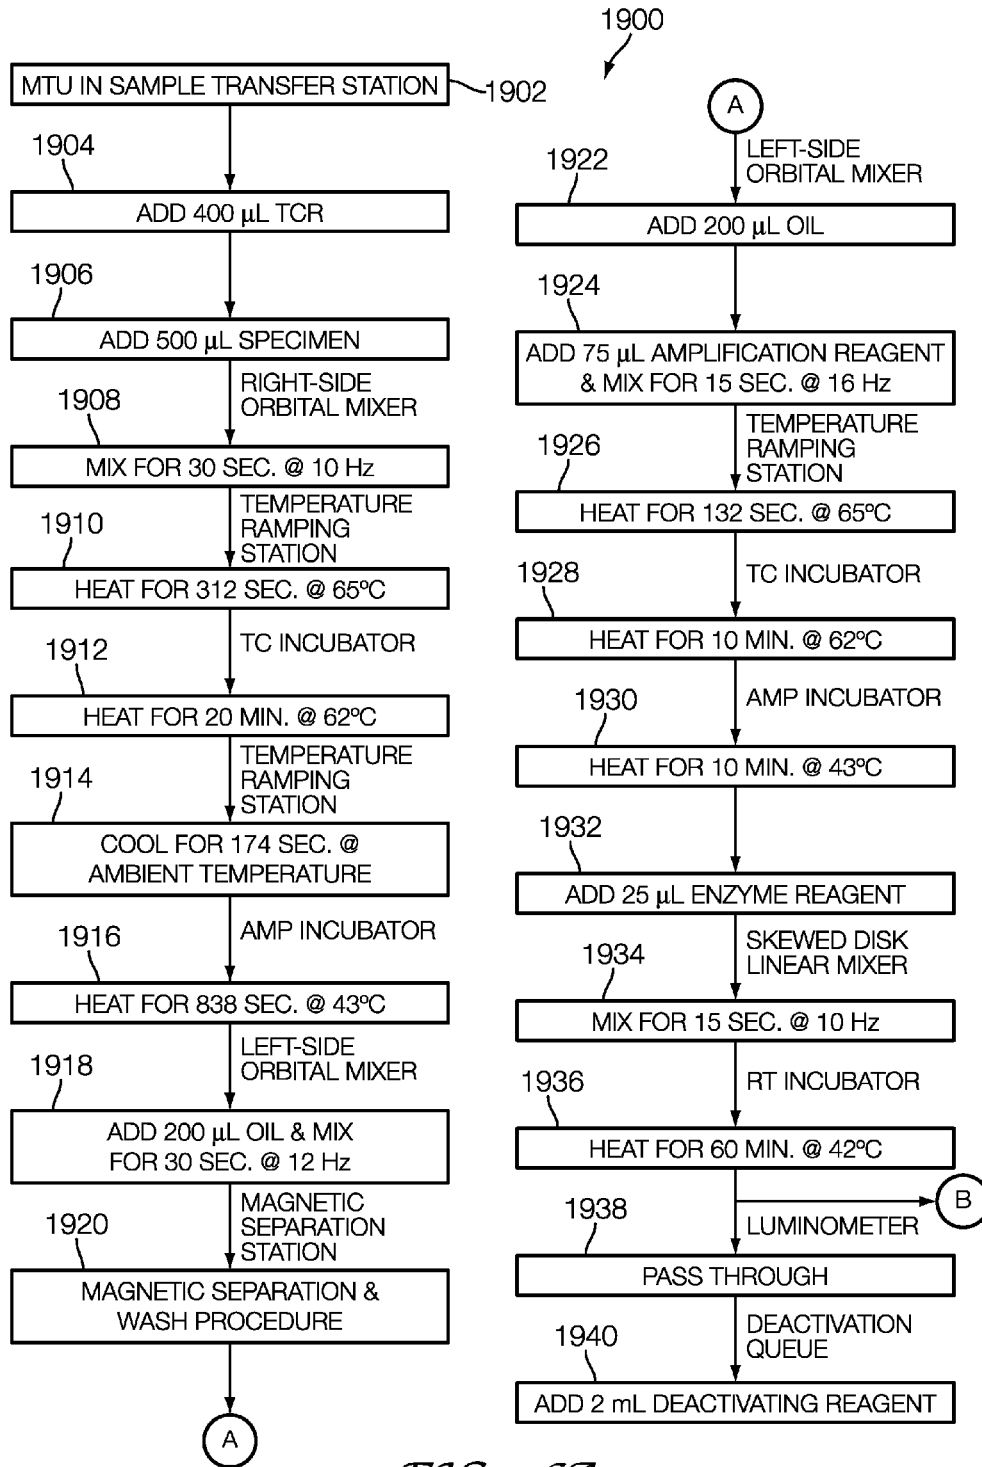 1900
MTU IN SAMPLE TRANSFER STATION
1902
1904
ADD 400 µL TCR
1906
ADD 500 µL SPECIMEN
RIGHT-SIDE
ORBITAL MIXER
1908
MIX FOR 30 SEC. @ 10 Hz
TEMPERATURE
RAMPING
STATION
1910
HEAT FOR 312 SEC. @ 65ºC
TC INCUBATOR
1912
HEAT FOR 20 MIN. @ 62ºC
TEMPERATURE
RAMPING
STATION
1914
COOL FOR 174 SEC. @
AMBIENT TEMPERATURE
AMP INCUBATOR
1916
HEAT FOR 838 SEC. @ 43ºC
LEFT-SIDE
ORBITAL MIXER
1918
ADD 200 µL OIL & MIX
FOR 30 SEC. @ 12 Hz
MAGNETIC
SEPARATION
STATION
1920
MAGNETIC SEPARATION &
WASH PROCEDURE
A
A
LEFT-SIDE
ORBITAL MIXER
1922
ADD 200 µL OIL
1924
ADD 75 µL AMPLIFICATION REAGENT
& MIX FOR 15 SEC. @ 16 Hz
TEMPERATURE
RAMPING
STATION
1926
HEAT FOR 132 SEC. @ 65ºC
TC INCUBATOR
1928
HEAT FOR 10 MIN. @ 62ºC
AMP INCUBATOR
1930
HEAT FOR 10 MIN. @ 43ºC
1932
ADD 25 µL ENZYME REAGENT
SKEWED DISK
LINEAR MIXER
1934
MIX FOR 15 SEC. @ 10 Hz
RT INCUBATOR
1936
HEAT FOR 60 MIN. @ 42ºC
B
LUMINOMETER
1938
PASS THROUGH
DEACTIVATION
QUEUE
1940
ADD 2 mL DEACTIVATING REAGENT